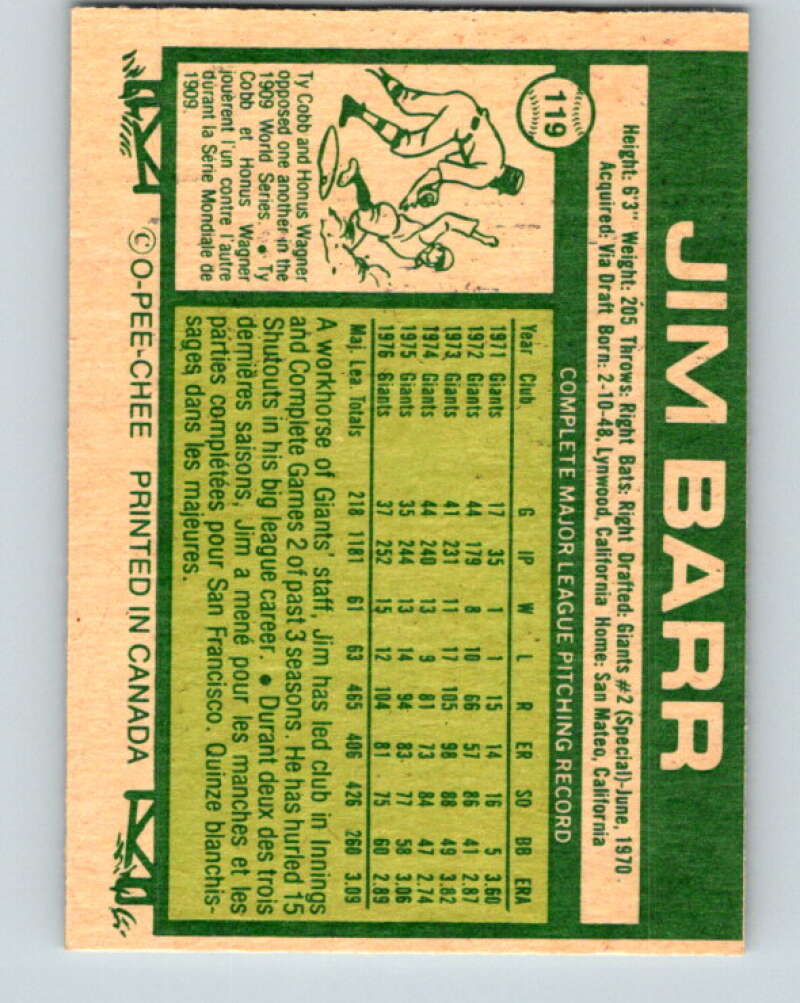 JIM BARR
119
Height: 6'3" Weight: 205 Throws: Right Bats: Right Drafted: Giants #2 (Special)-June, 1970
Acquired: Via Draft Born: 2-10-48, Lynwood, California Home: San Mateo, California
COMPLETE MAJOR LEAGUE PITCHING RECORD
Year Club G IP W L R ER SO BB ERA
1971 Giants 17 35 1 1 15 14 16 5 3.60
1972 Giants 44 179 8 10 66 57 86 41 2.87
1973 Giants 41 231 11 17 105 98 88 49 3.82
1974 Giants 44 240 13 9 81 73 84 47 2.74
1975 Giants 35 244 13 14 94 83 77 58 3.06
1976 Giants 37 252 15 12 104 81 75 60 2.89
Maj. Lea. Totals 218 1181 61 63 465 406 426 260 3.09
A workhorse of Giants' staff, Jim has led club in Innings
and Complete Games 2 of past 3 seasons. He has hurled 15
Shutouts in his big league career. ● Durant deux des trois
dernières saisons, Jim a mené pour les manches et les
parties complétées pour San Francisco. Quinze blanchis-
sages dans les majeures.
Ty Cobb and Honus Wagner
opposed one another in the
1909 World Series. ● Ty
Cobb et Honus Wagner
jouèrent l'un contre l'autre
durant la Série Mondiale de
1909.
© O-PEE-CHEE PRINTED IN CANADA